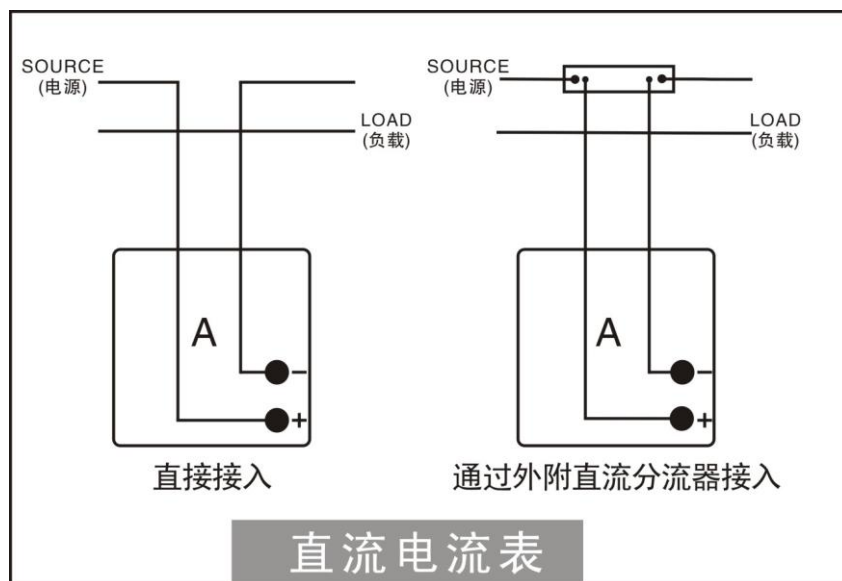 SOURCE
(电源)
LOAD
(负载)
A
−
+
直接接入
SOURCE
(电源)
LOAD
(负载)
A
−
+
通过外附直流分流器接入
直流电流表